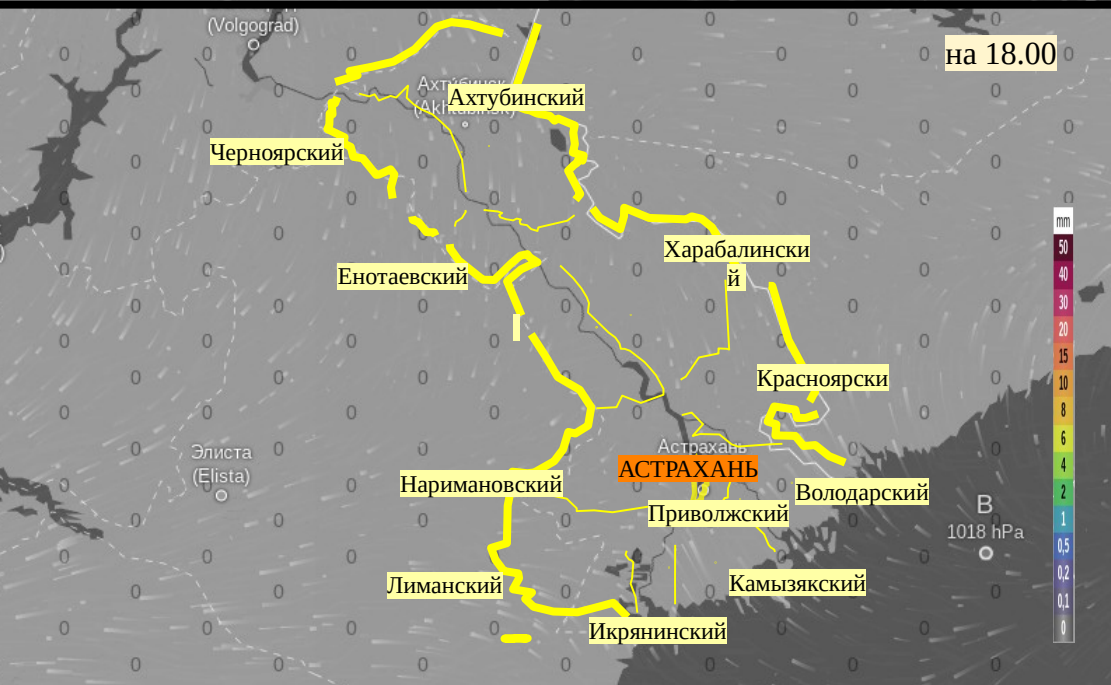 (Volgograd)
на 18.00
Ахтубинск
Ахтубинский
(Akhtubinsk)
Черноярский
mm
Харабалински
й
50
Енотаевский
40
30
20
15
Красноярски
10
8
6
Астрахань
Элиста
(Elista)
АСТРАХАНЬ
4
Наримановский
2
Володарский
Приволжский
1
В
1018 hPa
0,5
0,2
Лиманский
Камызякский
0,1
Икрянинский
0